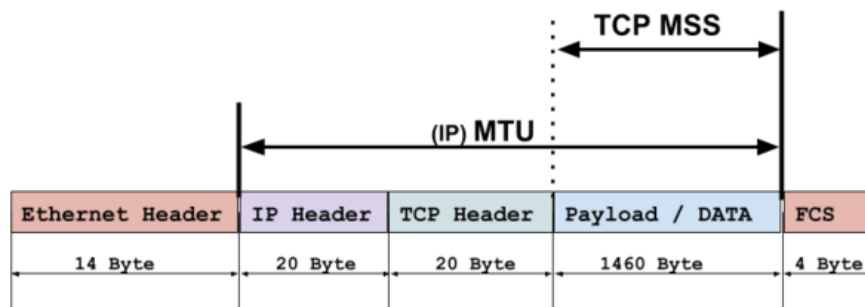 TCP MSS
(IP) MTU
Ethernet Header IP Header TCP Header Payload / DATA FCS
14 Byte 20 Byte 20 Byte 1460 Byte 4 Byte